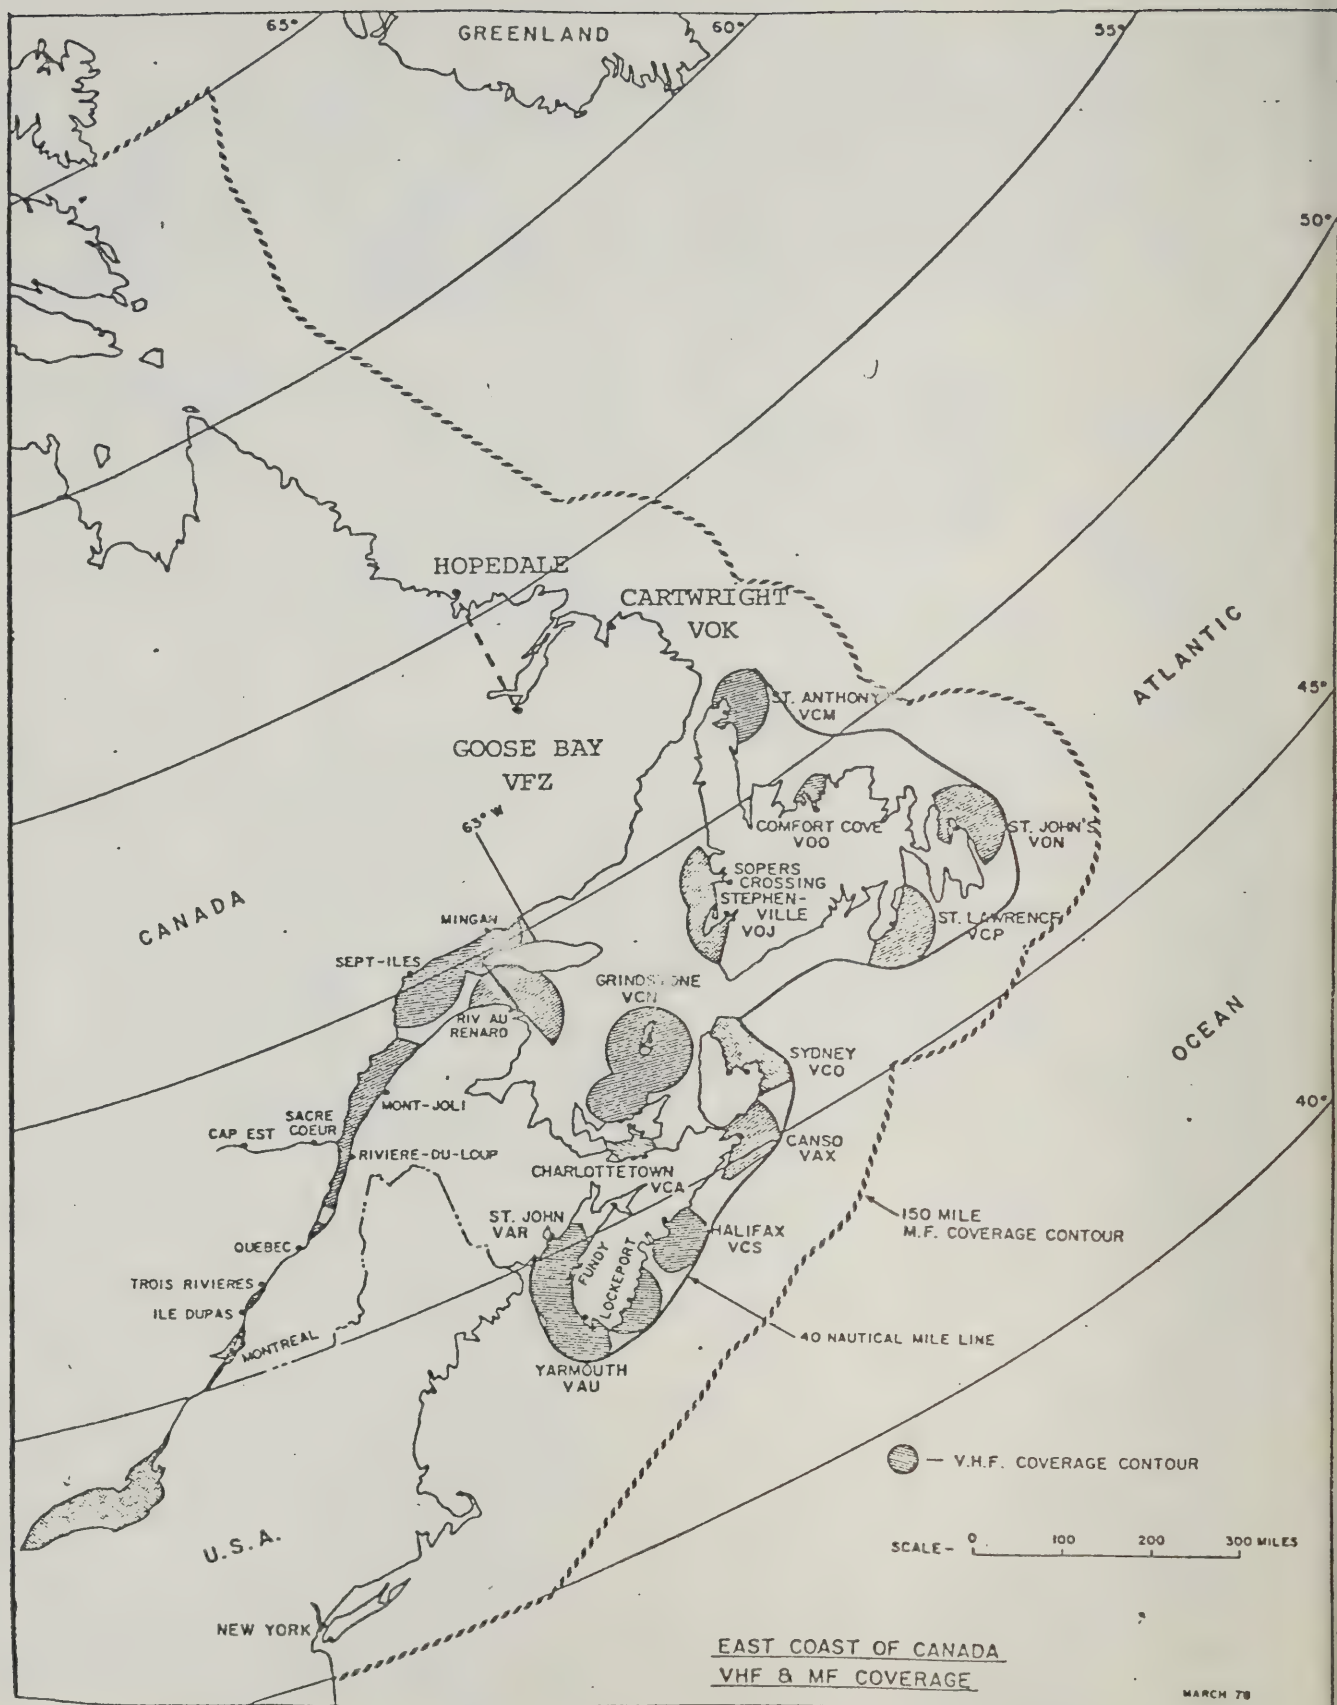 65°
60°
55°
GREENLAND
50°
HOPEDALE
CARTWRIGHT
VOK
ATLANTIC
45°
ST. ANTHONY
VCM
GOOSE BAY
VFZ
63° W
COMFORT COVE
VOO
ST. JOHN'S
VON
SOPERS
CROSSING
STEPHEN-
VILLE
VOJ
CANADA
MINGAN
ST. LAWRENCE
VCP
SEPT-ILES
GRINDSTONE
VCN
RIV AU
RENARD
OCEAN
SYDNEY
VCO
MONT-JOLI
40°
SACRE
COEUR
CAP EST
RIVIERE-DU-LOUP
CANSO
VAX
CHARLOTTETOWN
VCA
ST. JOHN
VAR
150 MILE
M.F. COVERAGE CONTOUR
HALIFAX
VCS
QUEBEC
FUNDY
LOCKEPORT
TROIS RIVIERES
ILE DUPAS
MONTREAL
40 NAUTICAL MILE LINE
YARMOUTH
VAU
— V.H.F. COVERAGE CONTOUR
U.S.A.
SCALE - 0 100 200 300 MILES
NEW YORK
EAST COAST OF CANADA
VHF & MF COVERAGE
MARCH 78